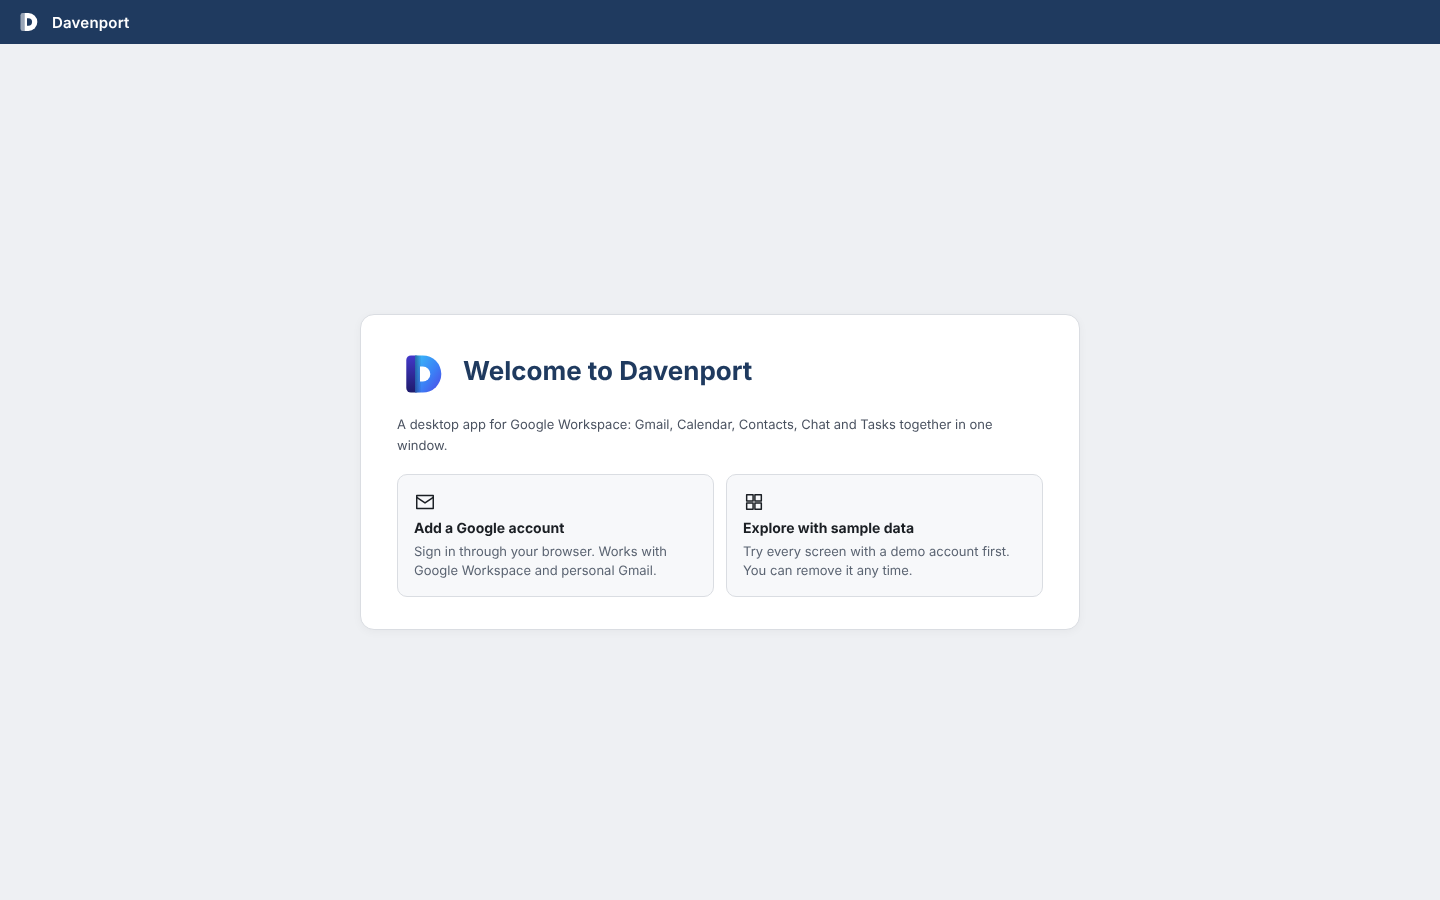 Davenport
Welcome to Davenport
A desktop app for Google Workspace: Gmail, Calendar, Contacts, Chat and Tasks together in one
window.
Add a Google account
Sign in through your browser. Works with
Google Workspace and personal Gmail.
Explore with sample data
Try every screen with a demo account first.
You can remove it any time.